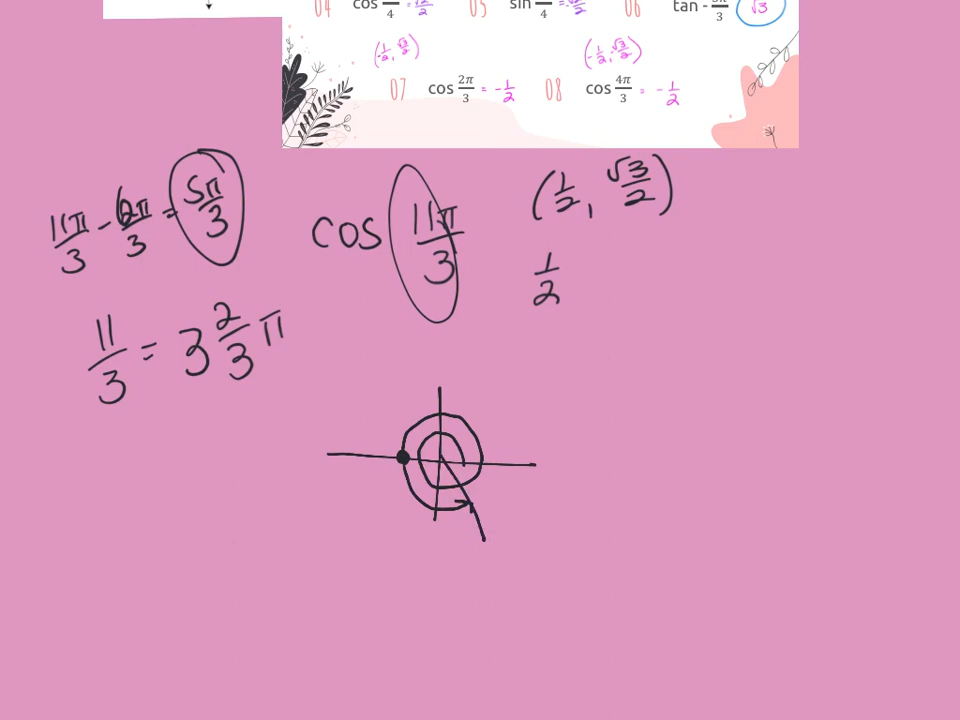 04 cos /4 = √2/2 05 sin /4 = √2/2 06 tan - /3 √3
(-1/2, √3/2) (-1/2, -√3/2)
07 cos 2π/3 = -1/2 08 cos 4π/3 = -1/2
11π/3 - 6π/3 = 5π/3 cos 11π/3 (1/2, √3/2)
1/2
11/3 = 3 2/3 π